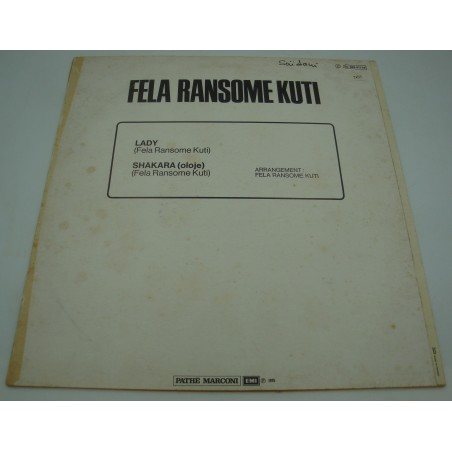 FELA RANSOME KUTI
LADY
(Fela Ransome Kuti)
SHAKARA (oloje)
(Fela Ransome Kuti)
ARRANGEMENT :
FELA RANSOME KUTI
PATHE MARCONI EMI